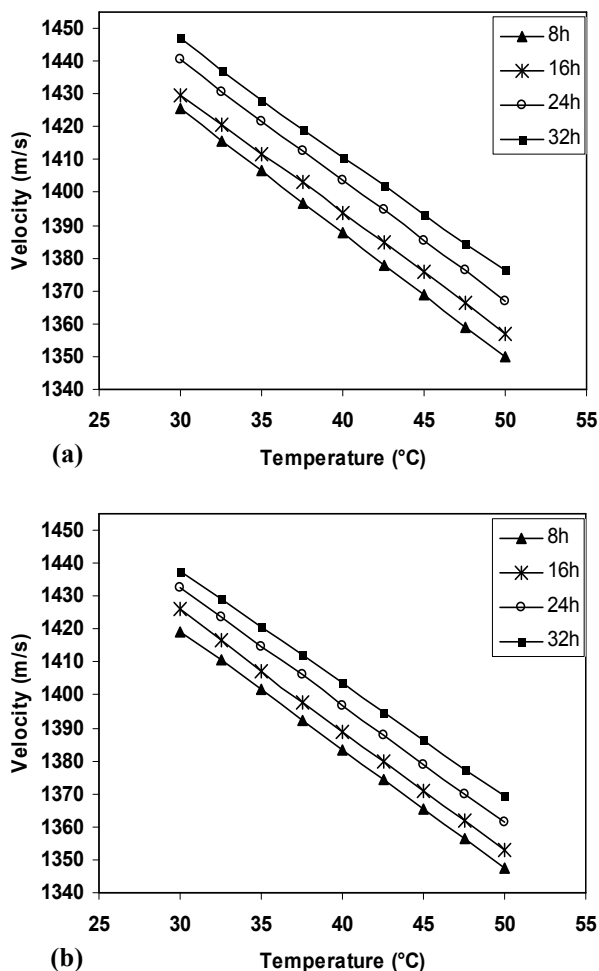 1450
1440
1430
1420
1410
1400
1390
1380
1370
1360
1350
1340
Velocity (m/s)
8h
16h
24h
32h
25 30 35 40 45 50 55
(a) Temperature (°C)
1450
1440
1430
1420
1410
1400
1390
1380
1370
1360
1350
1340
Velocity (m/s)
8h
16h
24h
32h
25 30 35 40 45 50 55
(b) Temperature (°C)